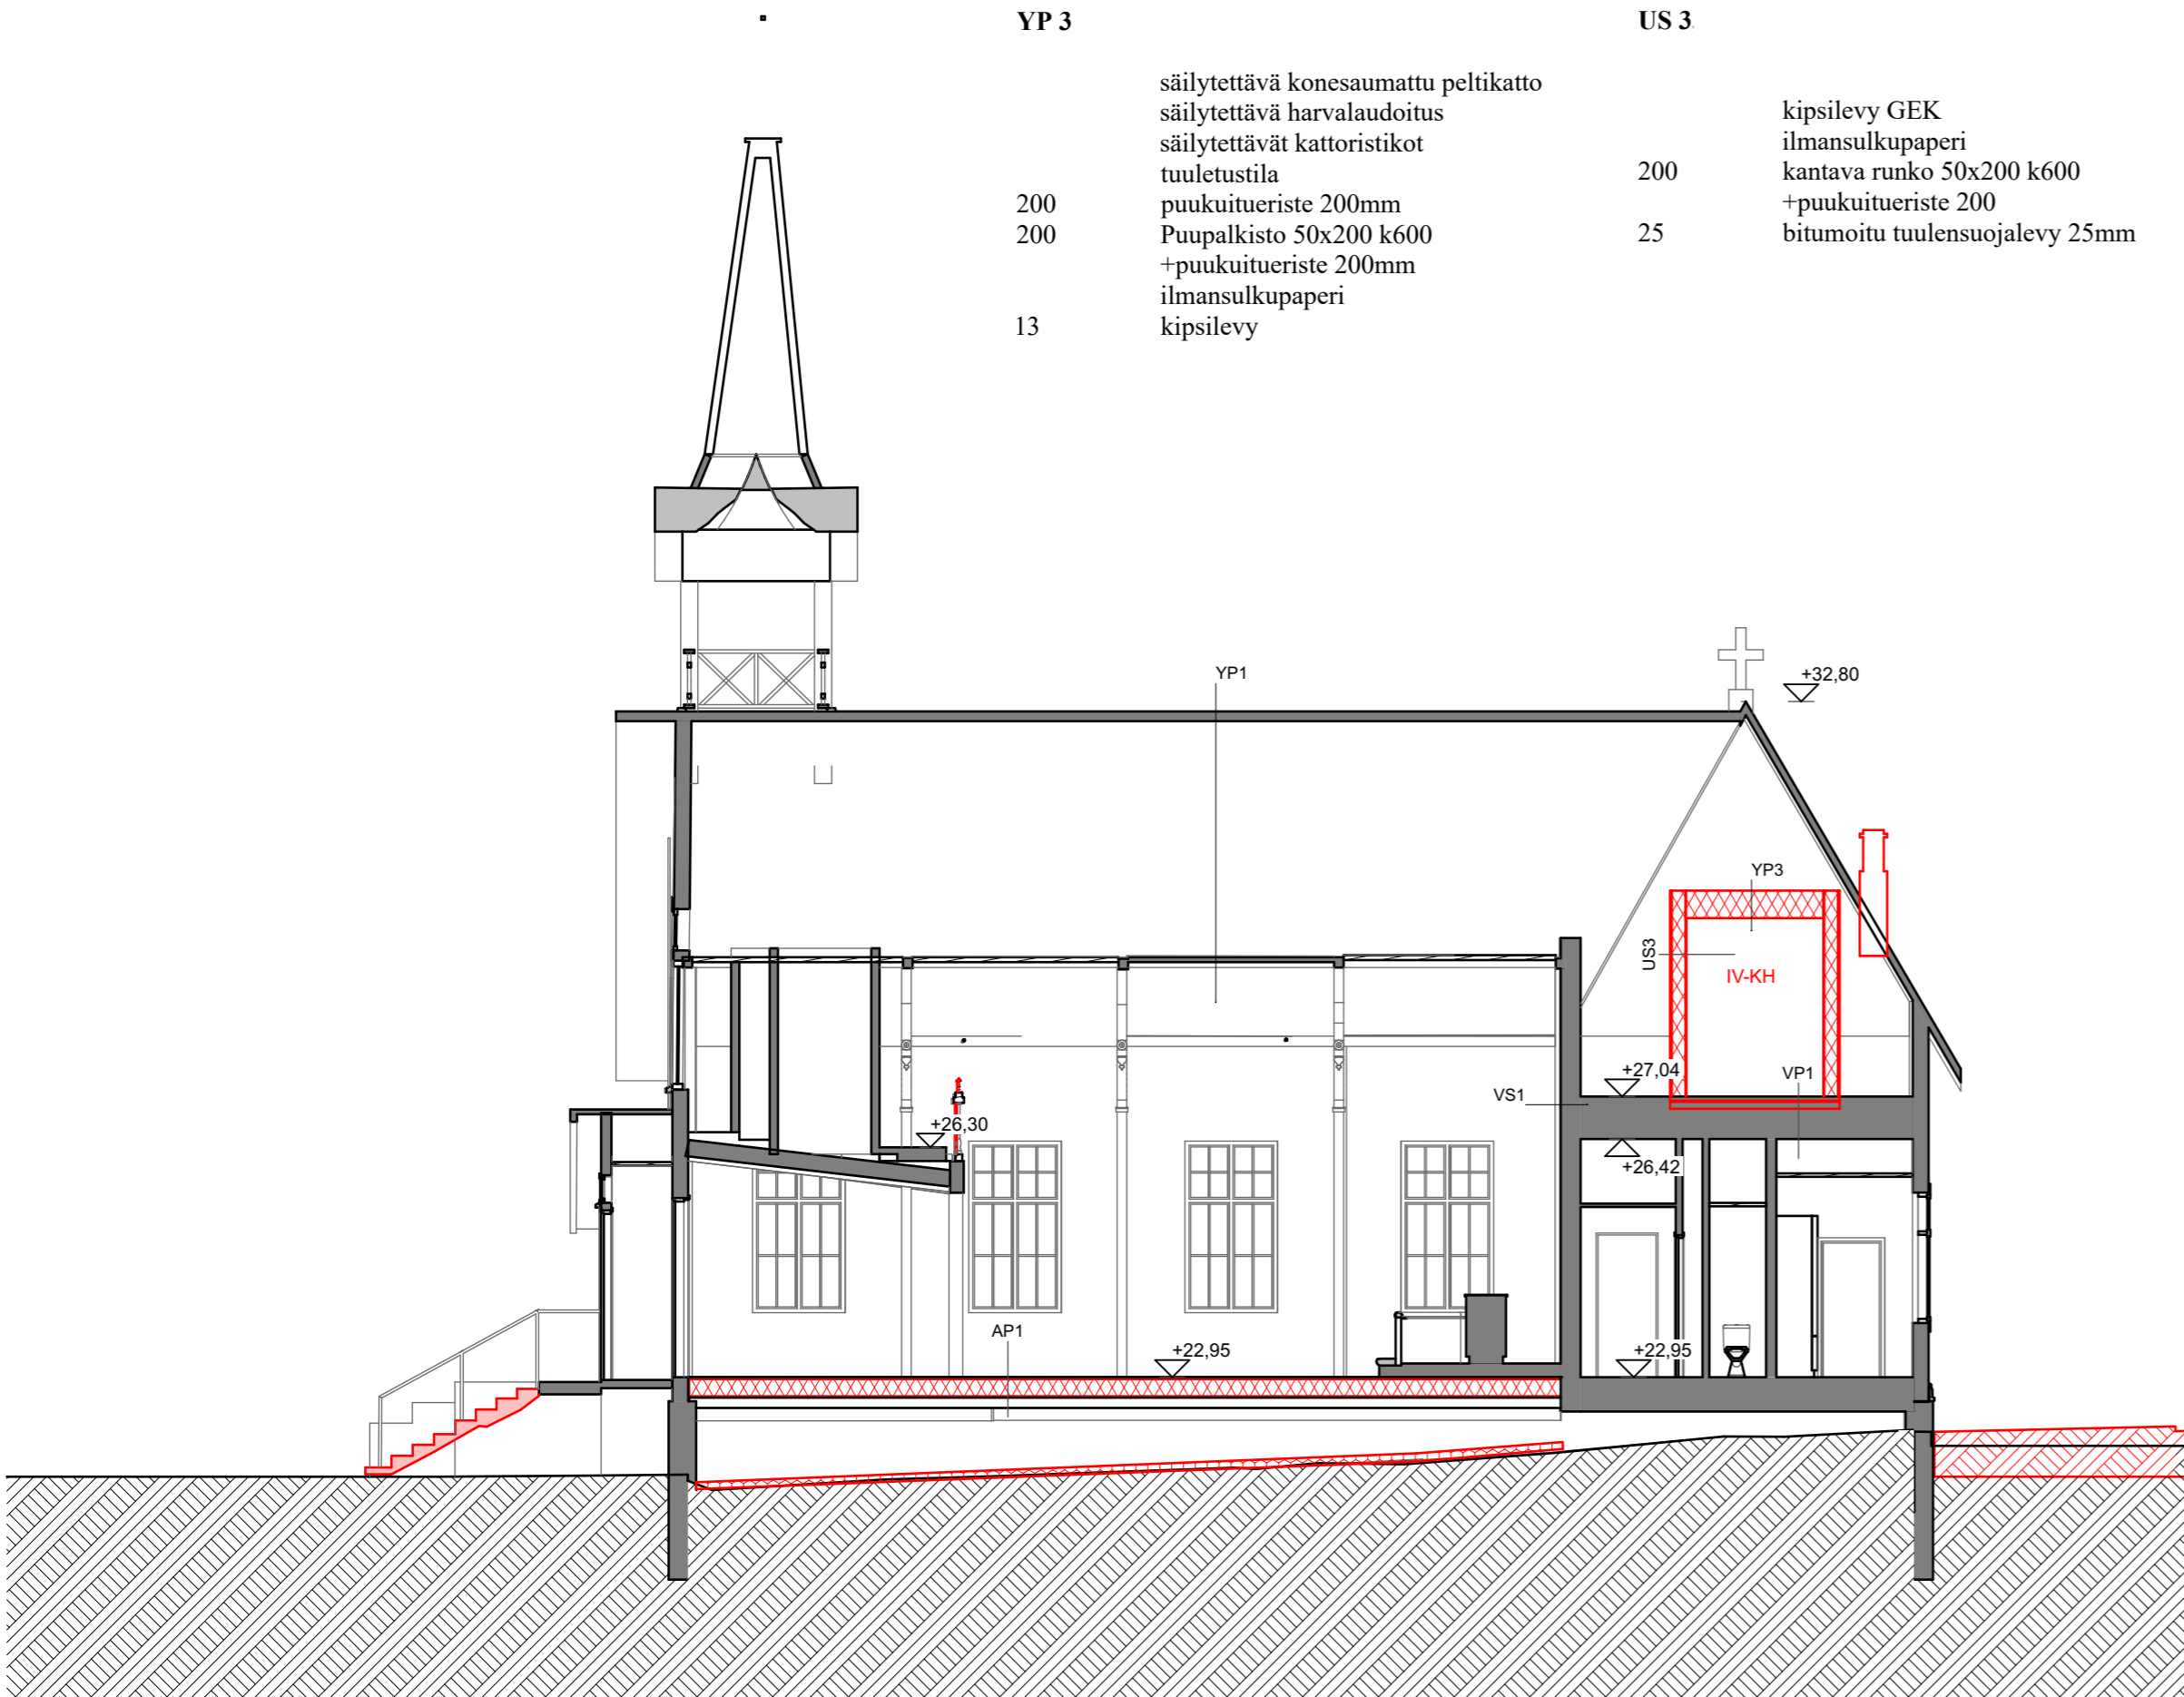 YP 3
säilytettävä konesaumattu peltikatto
säilytettävä harvalaudoitus
säilytettävät kattoristikot
tuuletustila
200 puukuitueriste 200mm
200 Puupalkisto 50x200 k600
+puukuitueriste 200mm
ilmansulkupaperi
13 kipsilevy
US 3
kipsilevy GEK
ilmansulkupaperi
200 kantava runko 50x200 k600
+puukuitueriste 200
25 bitumoitu tuulensuojalevy 25mm
YP1
+32,80
YP3
US3
IV-KH
+27,04
VP1
VS1
+26,30
+26,42
AP1
+22,95
+22,95